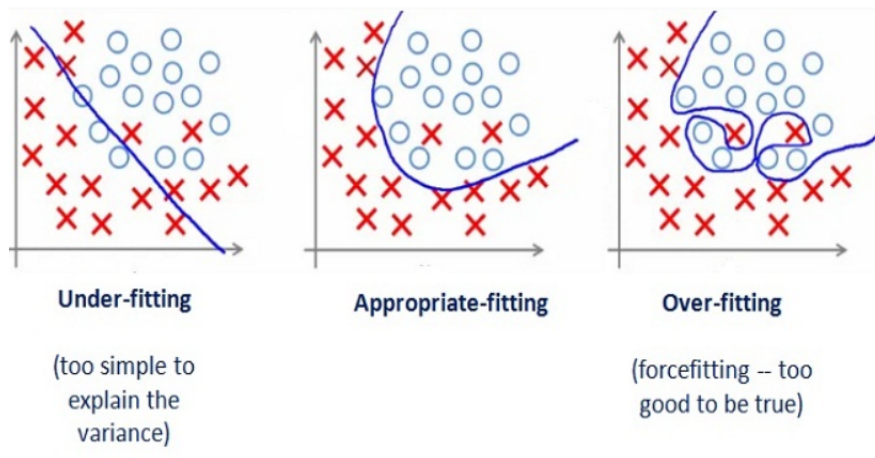 Under-fitting
Appropriate-fitting
Over-fitting
(too simple to
explain the
variance)
(forcefitting -- too
good to be true)